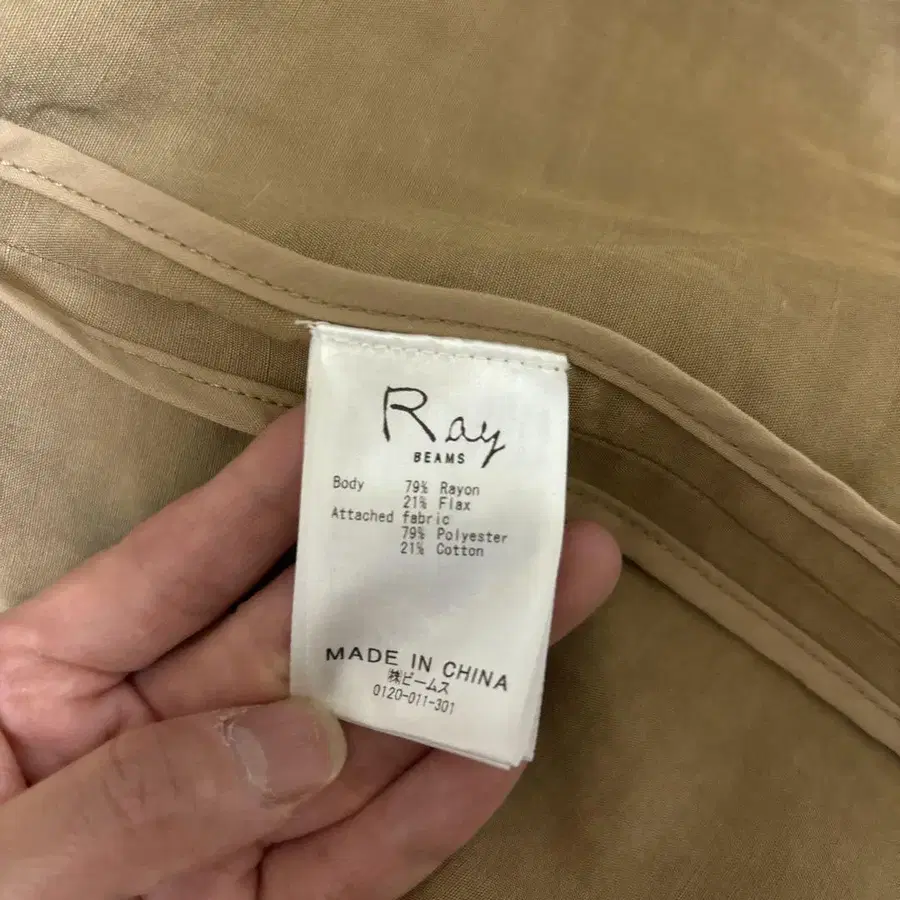 Ray
BEAMS
Body 79% Rayon
21% Flax
Attached fabric
79% Polyester
21% Cotton
MADE IN CHINA
㈱ビームス
0120-011-301